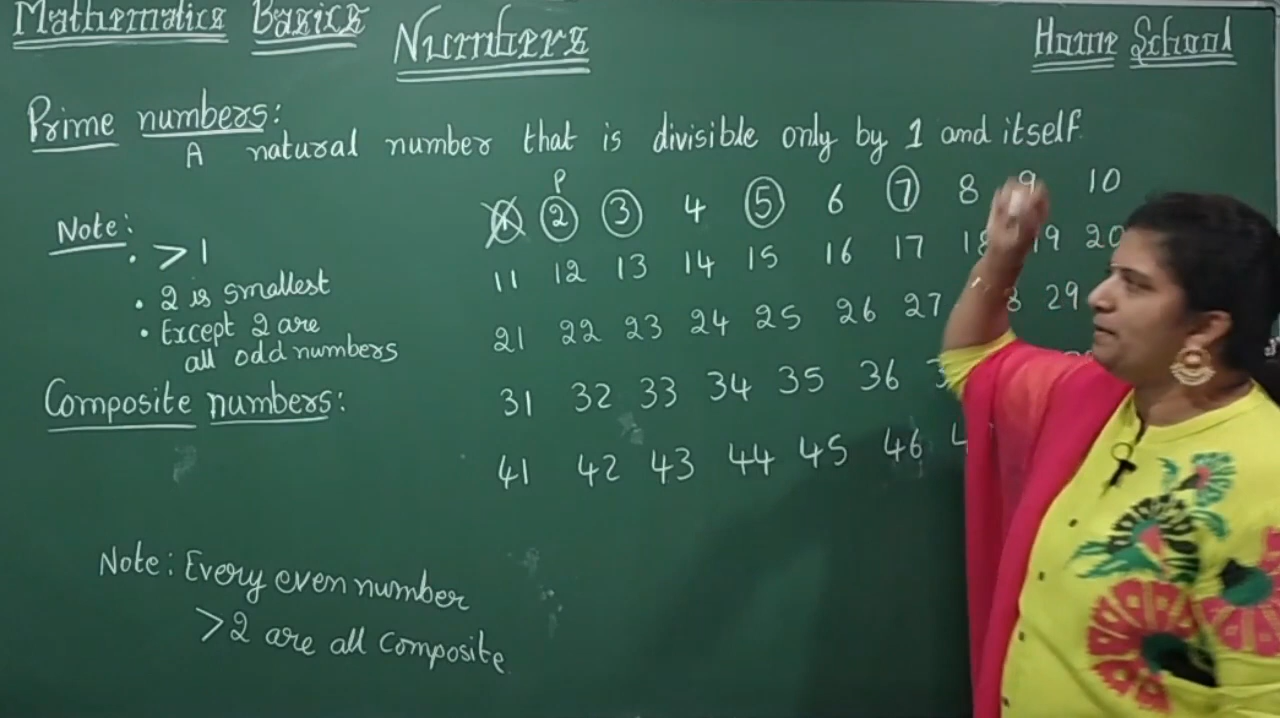 Mathematics Basics
Numbers
Home School
Prime numbers:
A natural number that is divisible only by 1 and itself.
P
1 2 3 4 5 6 7 8 9 10
Note:
. > 1
11 12 13 14 15 16 17 18 19 20
. 2 is smallest
. Except 2 are
all odd numbers
21 22 23 24 25 26 27 29
Composite numbers:
31 32 33 34 35 36
41 42 43 44 45 46
Note: Every even number
> 2 are all composite.